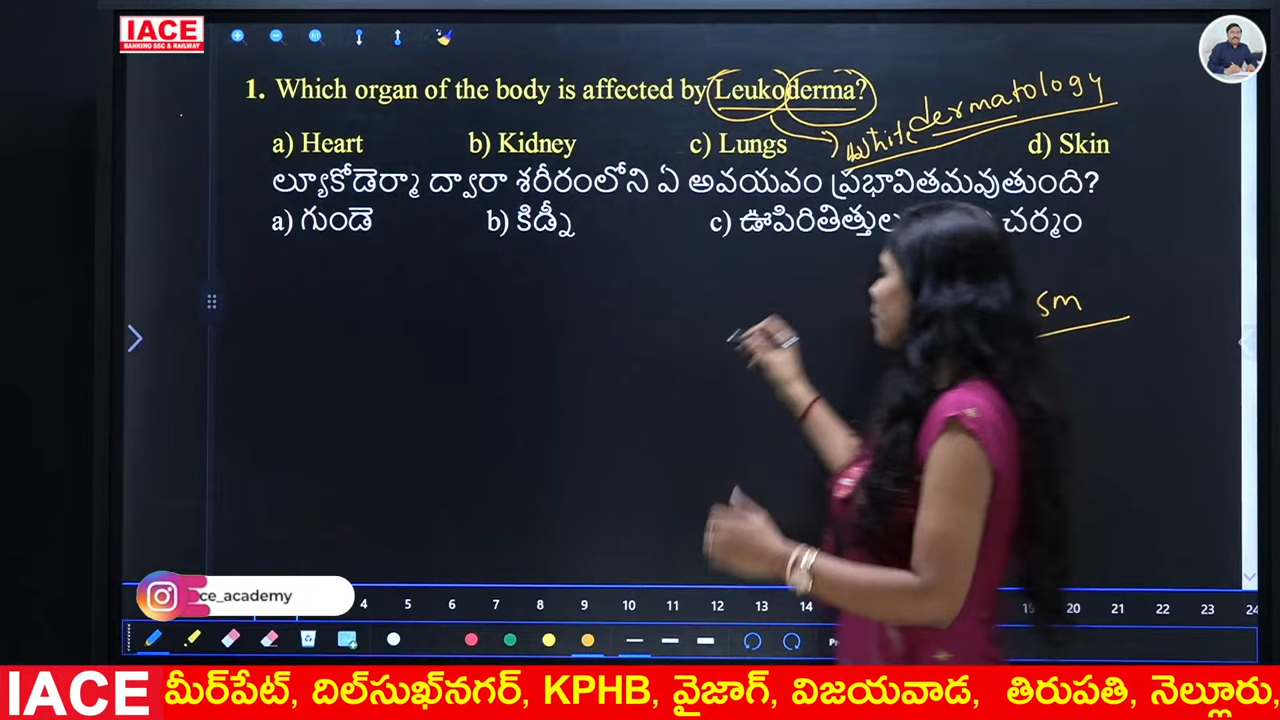 IACE
BANKING SSC & RAILWAY
1. Which organ of the body is affected by Leukoderma?
White dermatology
a) Heart b) Kidney c) Lungs d) Skin
ల్యూకోడెర్మా ద్వారా శరీరంలోని ఏ అవయవం ప్రభావితమవుతుంది?
a) గుండె b) కిడ్నీ c) ఊపిరితిత్తుల చర్మం
sm
ce_academy
4 5 6 7 8 9 10 11 12 13 14 19 20 21 22 23 24
IACE మీర్‌పేట్, దిల్‌సుఖ్‌నగర్, KPHB, వైజాగ్, విజయవాడ, తిరుపతి, నెల్లూరు,